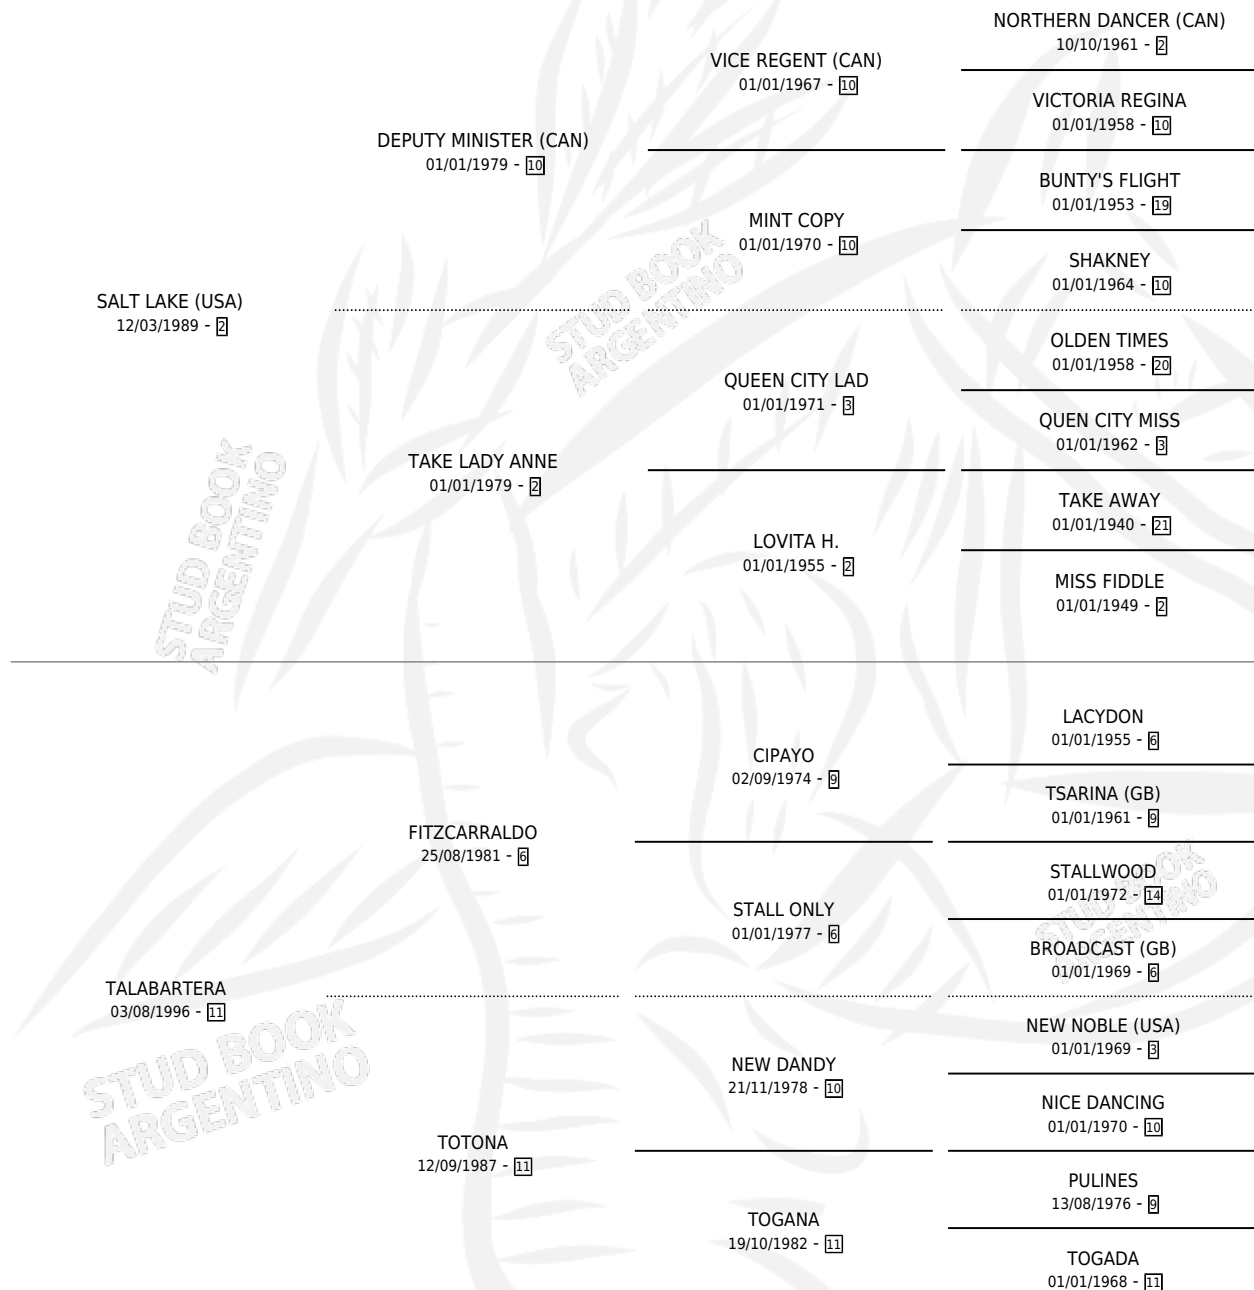 NORTHERN DANCER (CAN)
10/10/1961 - 2
VICE REGENT (CAN)
01/01/1967 - 10
VICTORIA REGINA
01/01/1958 - 10
DEPUTY MINISTER (CAN)
01/01/1979 - 10
BUNTY'S FLIGHT
01/01/1953 - 19
MINT COPY
01/01/1970 - 10
SHAKNEY
01/01/1964 - 10
SALT LAKE (USA)
12/03/1989 - 2
OLDEN TIMES
01/01/1958 - 20
QUEEN CITY LAD
01/01/1971 - 3
QUEN CITY MISS
01/01/1962 - 3
TAKE LADY ANNE
01/01/1979 - 2
TAKE AWAY
01/01/1940 - 21
LOVITA H.
01/01/1955 - 2
MISS FIDDLE
01/01/1949 - 2
LACYDON
01/01/1955 - 6
CIPAYO
02/09/1974 - 9
TSARINA (GB)
01/01/1961 - 9
FITZCARRALDO
25/08/1981 - 6
STALLWOOD
01/01/1972 - 14
STALL ONLY
01/01/1977 - 6
BROADCAST (GB)
01/01/1969 - 6
TALABARTERA
03/08/1996 - 11
NEW NOBLE (USA)
01/01/1969 - 3
NEW DANDY
21/11/1978 - 10
NICE DANCING
01/01/1970 - 10
TOTONA
12/09/1987 - 11
PULINES
13/08/1976 - 9
TOGANA
19/10/1982 - 11
TOGADA
01/01/1968 - 11
STUD BOOK
ARGENTINO
STUD BOOK
ARGENTINO
STUD BOOK
ARGENTINO
STUD BOOK
ARGENTINO